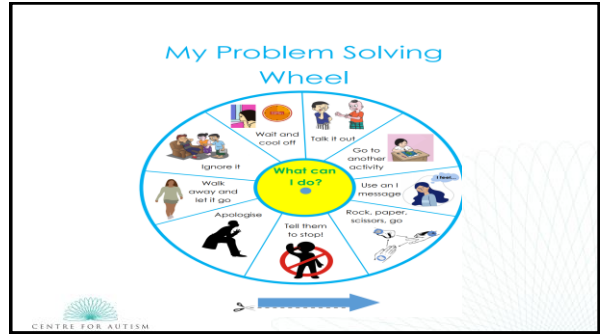 My Problem Solving
Wheel
Wait and
cool off
Talk it out
Go to
another
activity
Use an I
message
Rock, paper,
scissors, go
Tell them
to stop!
Apologise
Walk
away and
let it go
Ignore it
What can
I do?
CENTRE FOR AUTISM